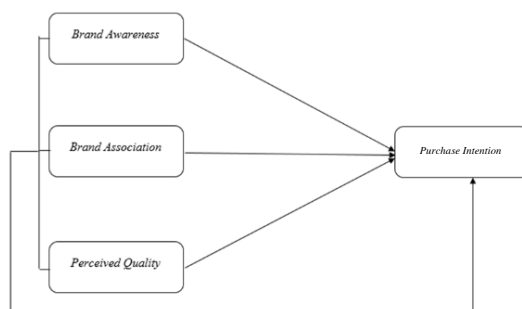 Brand Awareness
Brand Association
Purchase Intention
Perceived Quality